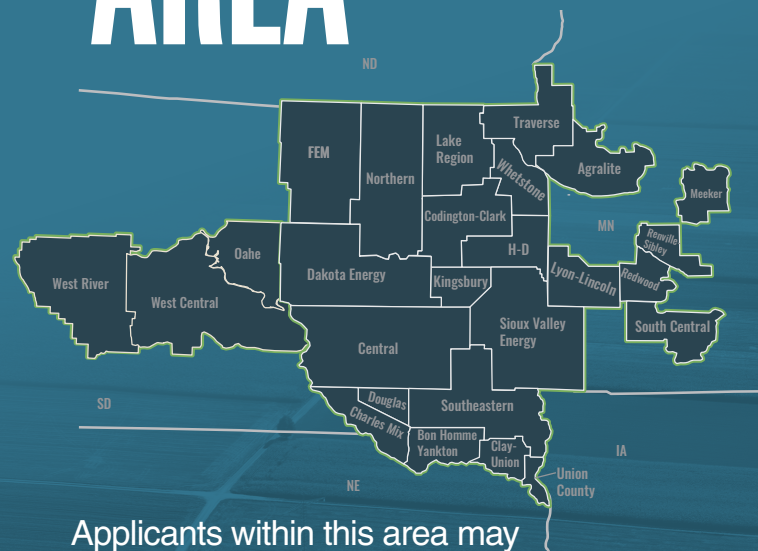 AREA
ND
Traverse
FEM
Lake
Region
Northern
Whetstone
Agralite
Meeker
Codington-Clark
MN
Renville
Sibley
H-D
Oahe
Dakota Energy
Kingsbury
Lyon-Lincoln
Redwood
West River
West Central
Sioux Valley
Energy
South Central
Central
SD
Douglas
Charles Mix
Southeastern
Bon Homme
Yankton
Clay-
Union
IA
Union
County
NE
Applicants within this area may